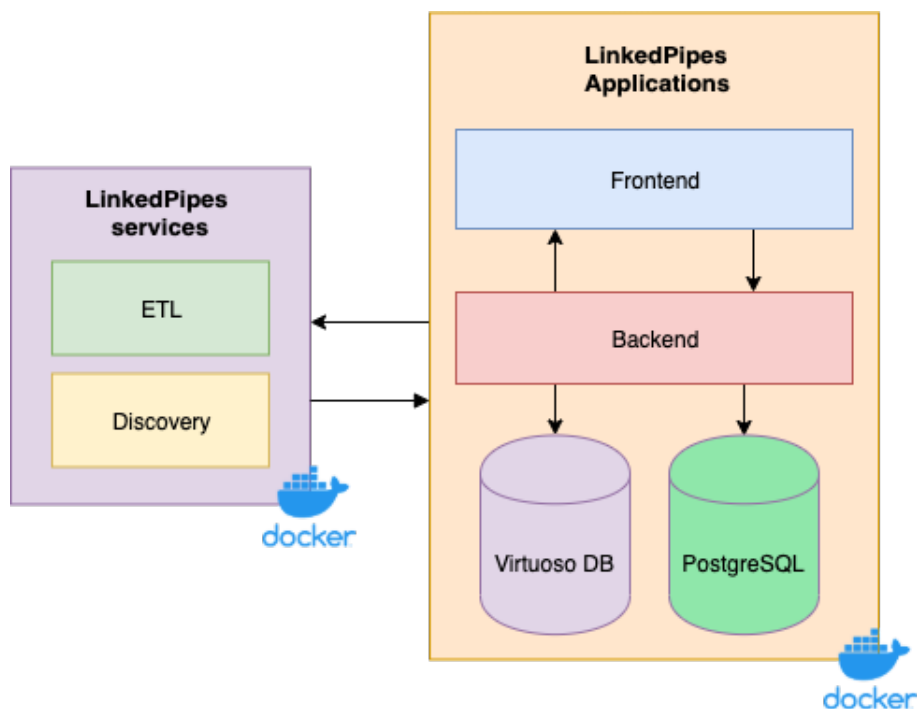 LinkedPipes
Applications
Frontend
LinkedPipes
services
ETL
Backend
Discovery
docker
Virtuoso DB
PostgreSQL
docker